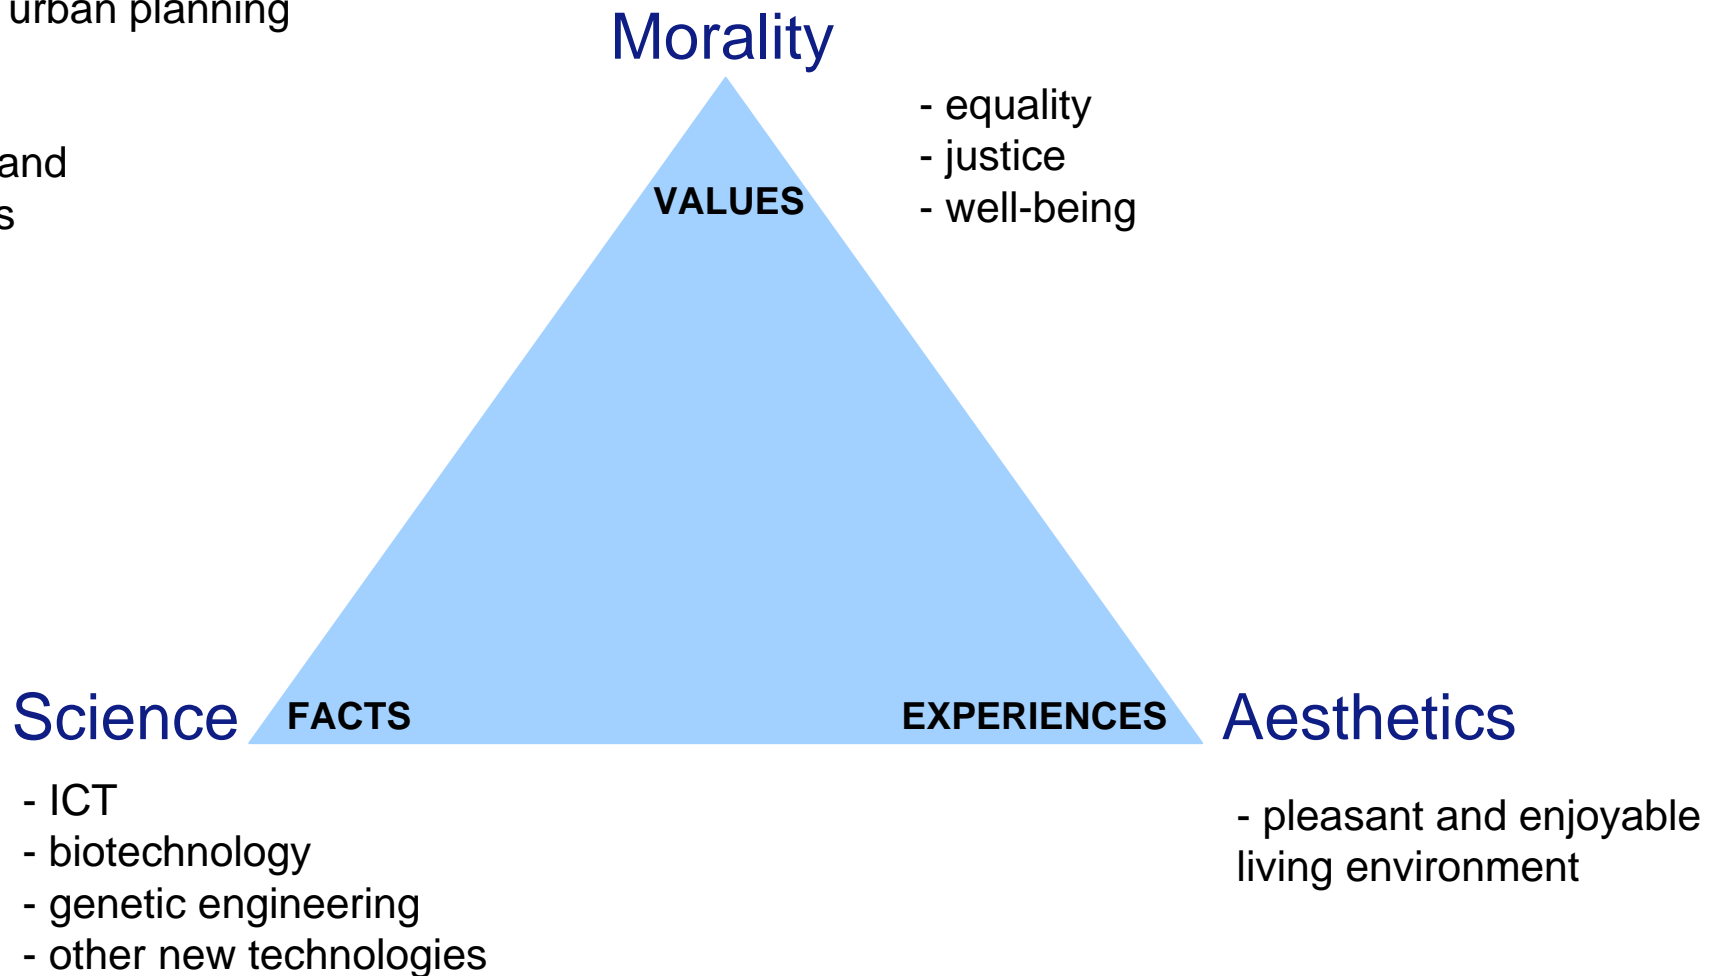 urban planning
Morality
and
s
- equality
- justice
- well-being
VALUES
Science
FACTS
EXPERIENCES
Aesthetics
- ICT
- biotechnology
- genetic engineering
- other new technologies
- pleasant and enjoyable
living environment